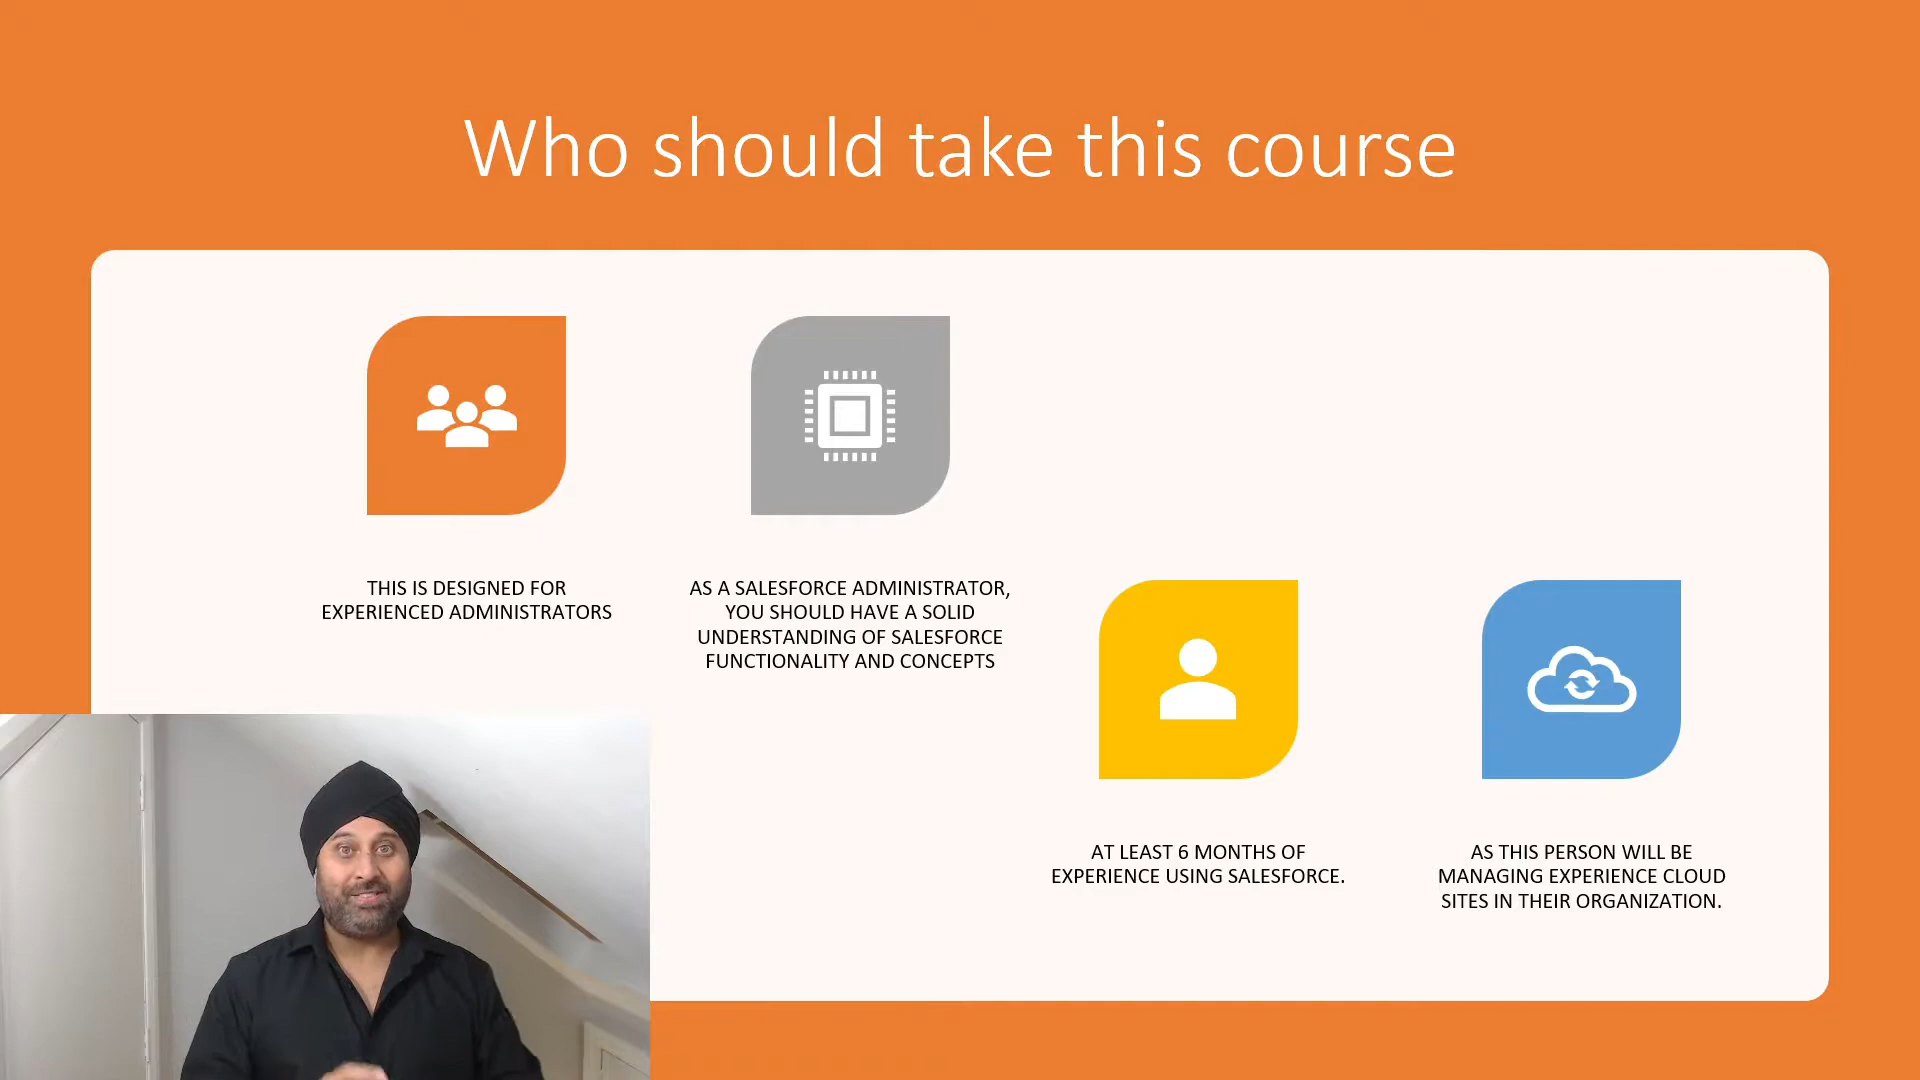 Who should take this course
THIS IS DESIGNED FOR
EXPERIENCED ADMINISTRATORS
AS A SALESFORCE ADMINISTRATOR,
YOU SHOULD HAVE A SOLID
UNDERSTANDING OF SALESFORCE
FUNCTIONALITY AND CONCEPTS
AT LEAST 6 MONTHS OF
EXPERIENCE USING SALESFORCE.
AS THIS PERSON WILL BE
MANAGING EXPERIENCE CLOUD
SITES IN THEIR ORGANIZATION.